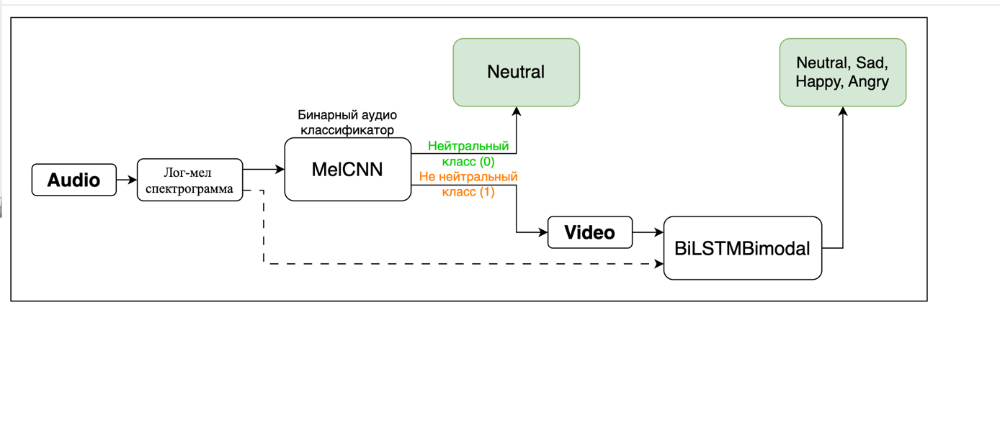 Neutral
Neutral, Sad,
Happy, Angry
Бинарный аудио
классификатор
Audio
Лог-мел
спектрограмма
MelCNN
Нейтральный
класс (0)
Не нейтральный
класс (1)
Video
BiLSTMBimodal